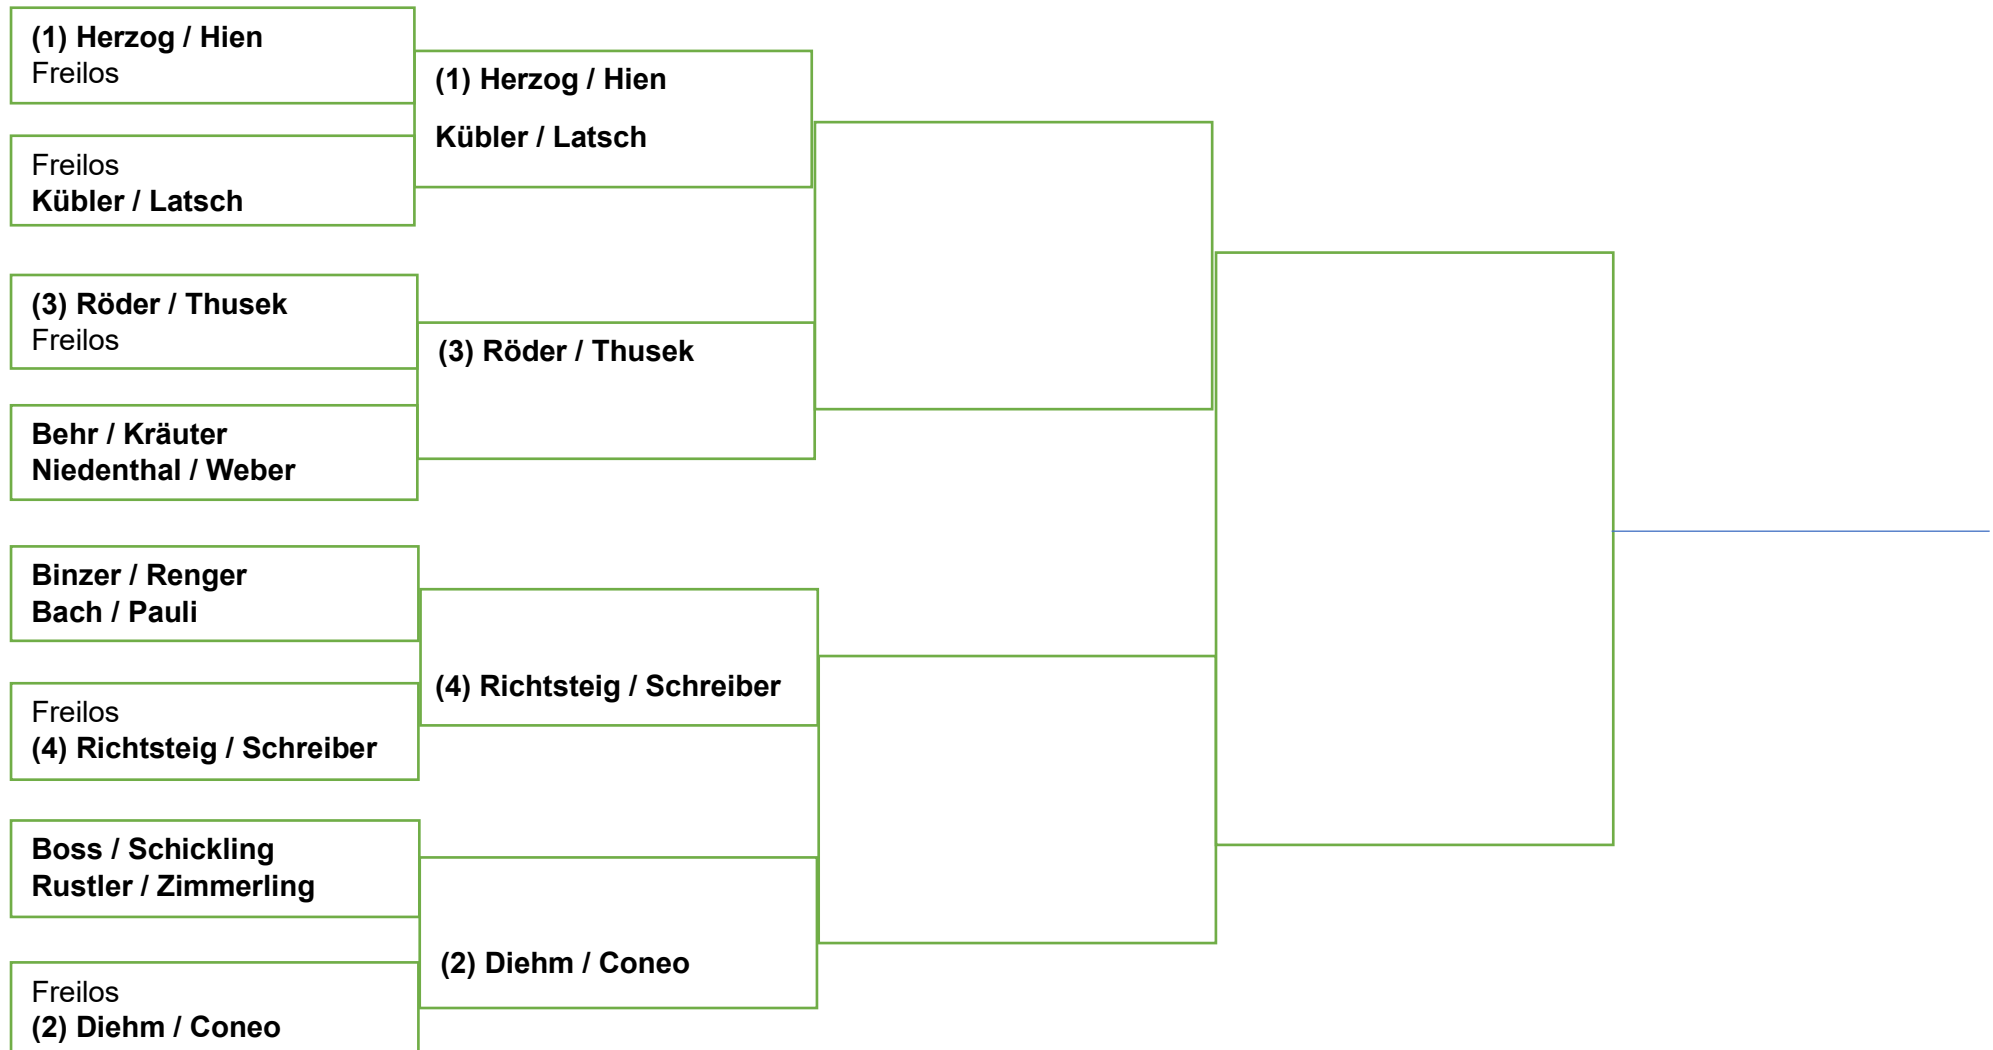 (1) Herzog / Hien
Freilos
Freilos
Kübler / Latsch
(3) Röder / Thusek
Freilos
Behr / Kräuter
Niedenthal / Weber
Binzer / Renger
Bach / Pauli
Freilos
(4) Richtsteig / Schreiber
Boss / Schickling
Rustler / Zimmerling
Freilos
(2) Diehm / Coneo
(1) Herzog / Hien
Kübler / Latsch
(3) Röder / Thusek
(4) Richtsteig / Schreiber
(2) Diehm / Coneo